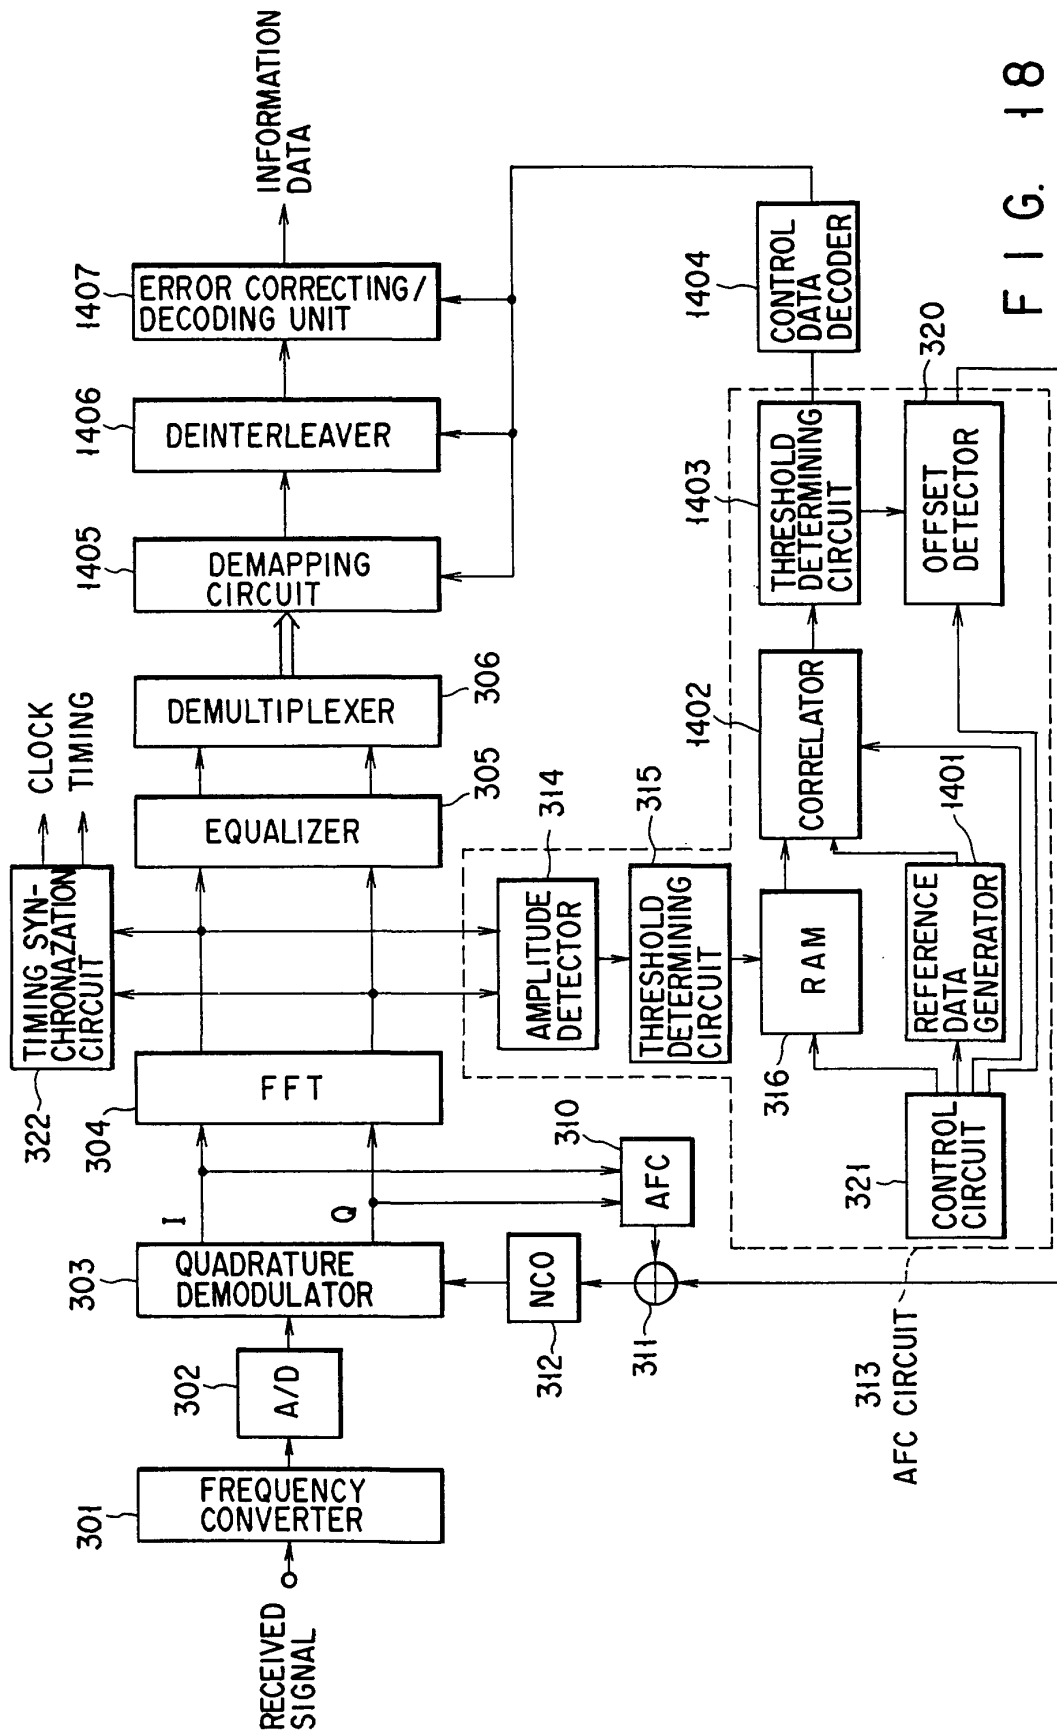 RECEIVED
SIGNAL
301
FREQUENCY
CONVERTER
302
A/D
303
QUADRATURE
DEMODULATOR
I
Q
304
FFT
322
TIMING SYN-
CHRONAZATION
CIRCUIT
CLOCK
TIMING
EQUALIZER
305
DEMULTIPLEXER
306
1405
DEMAPPING
CIRCUIT
1406
DEINTERLEAVER
1407
ERROR CORRECTING/
DECODING UNIT
INFORMATION
DATA
310
AFC
311
NCO
312
AMPLITUDE
DETECTOR
314
THRESHOLD
DETERMINING
CIRCUIT
315
RAM
316
1402
CORRELATOR
1403
THRESHOLD
DETERMINING
CIRCUIT
1404
CONTROL
DATA
DECODER
321
CONTROL
CIRCUIT
REFERENCE
DATA
GENERATOR
1401
OFFSET
DETECTOR
320
313
AFC CIRCUIT
FIG. 18